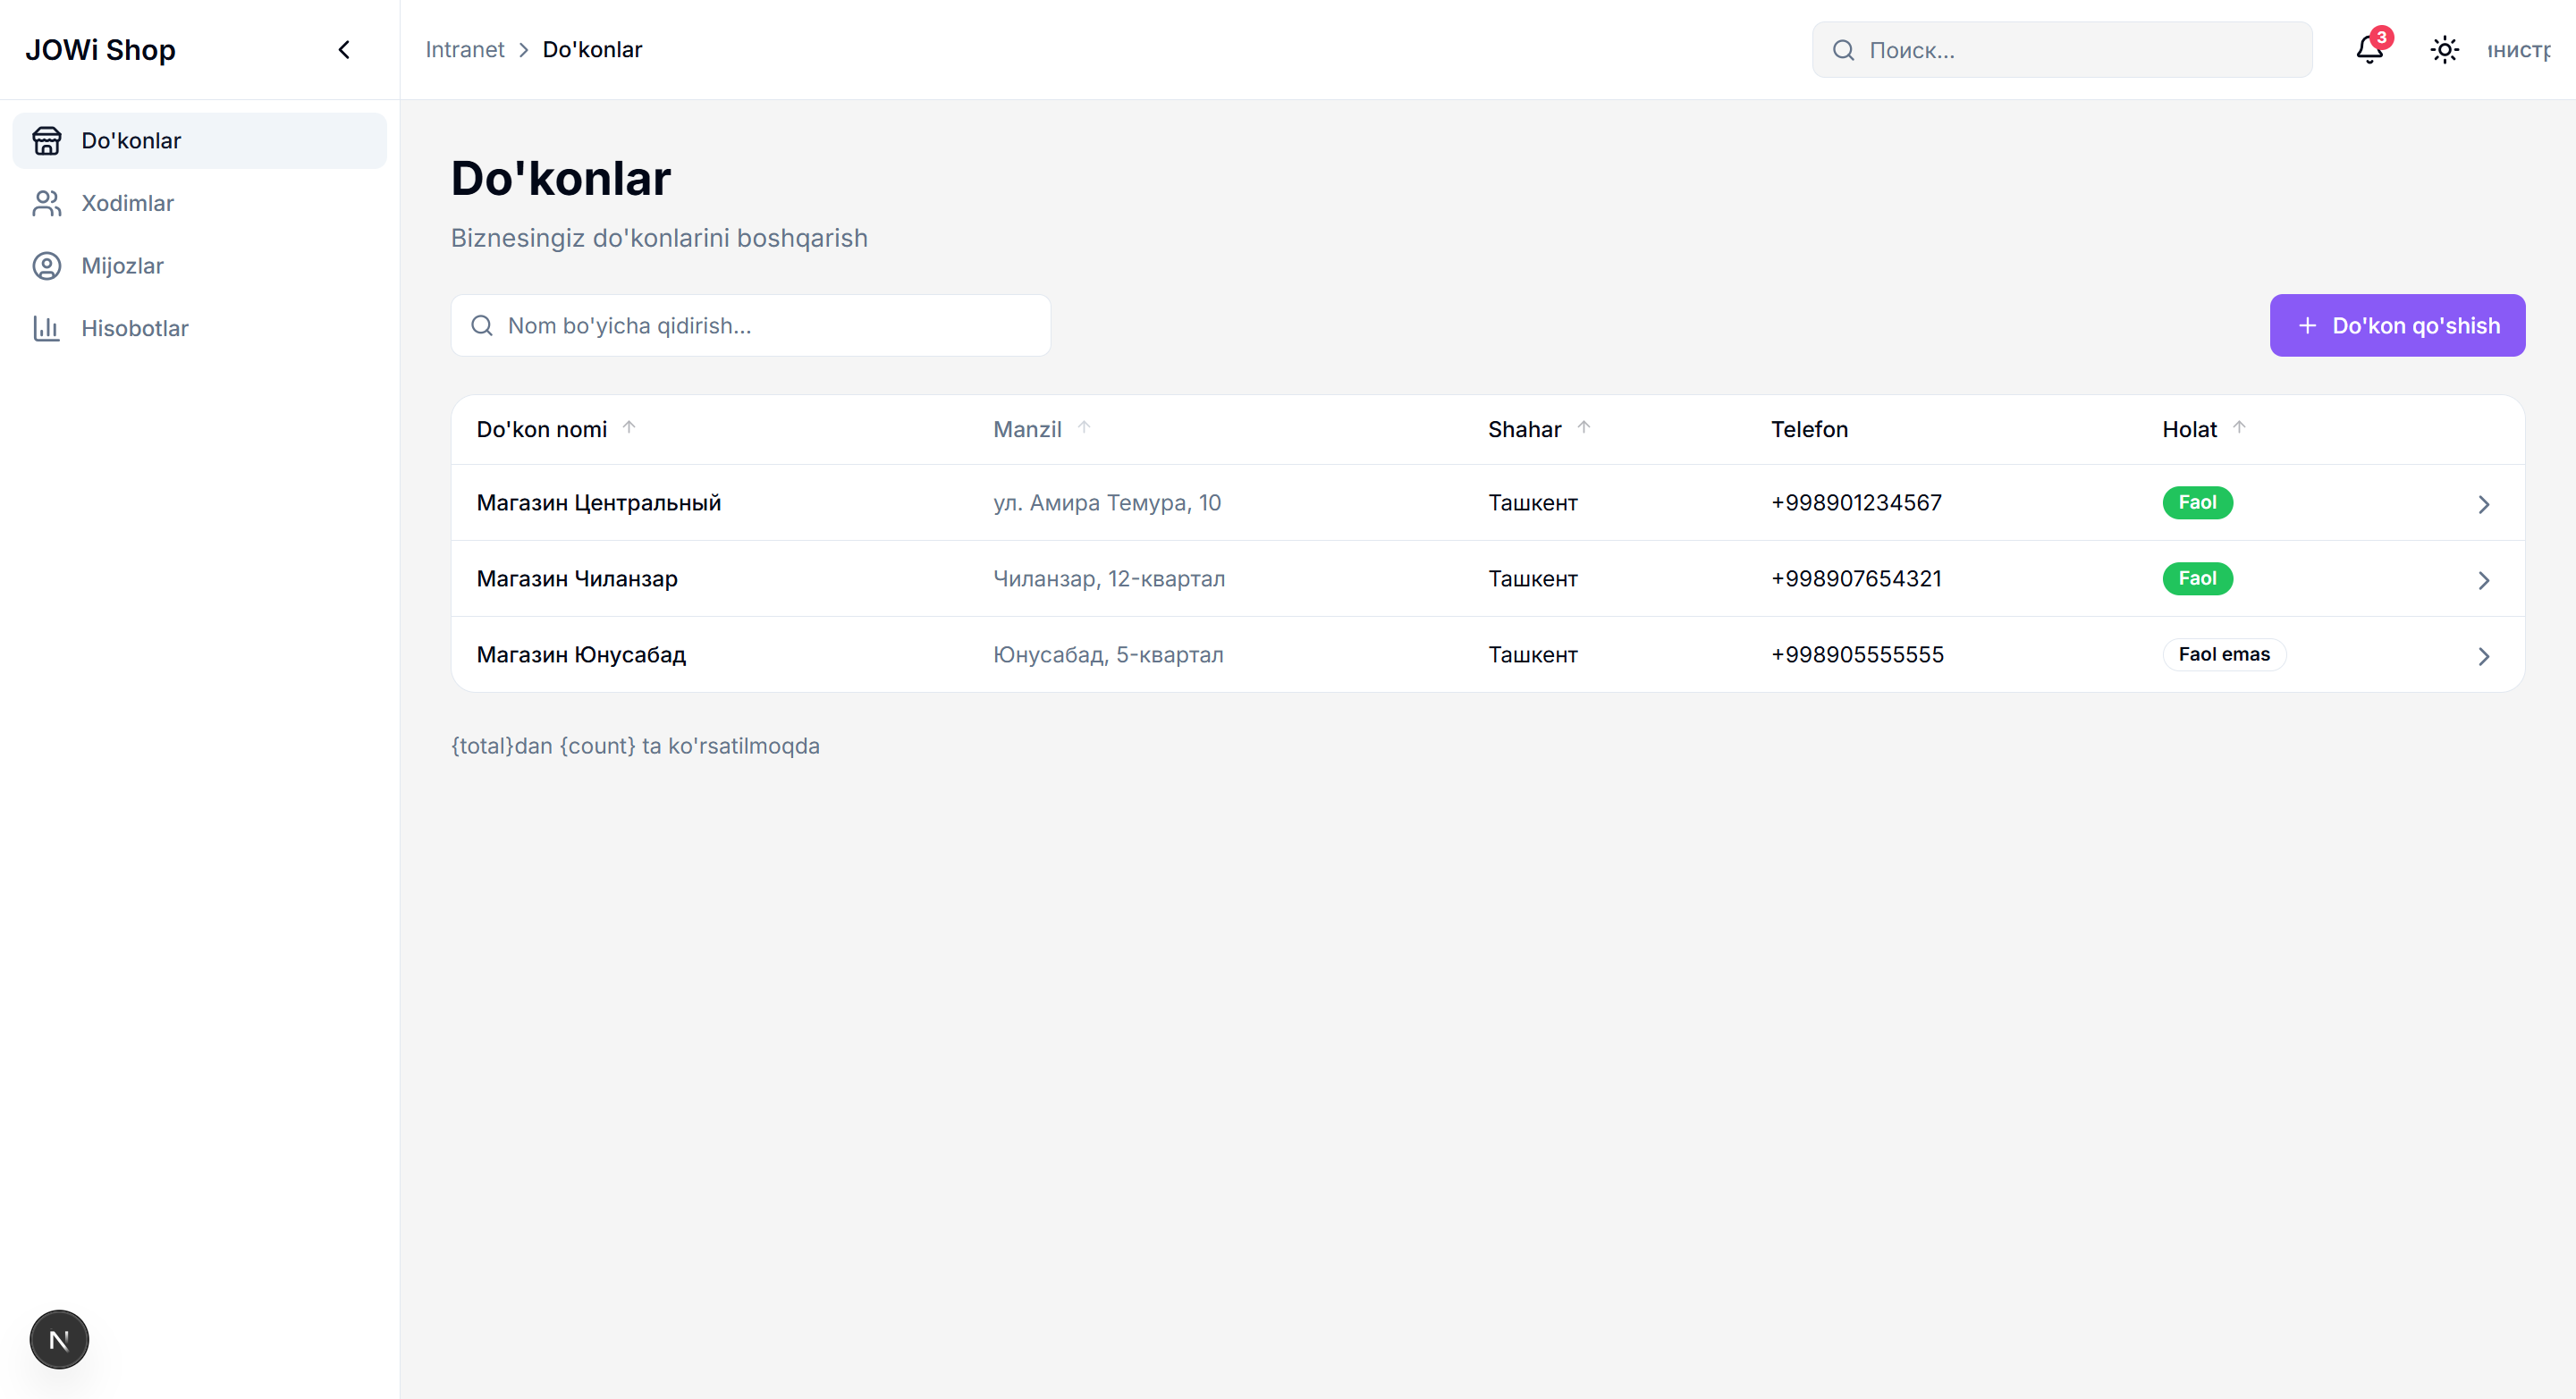 JOWi Shop
Intranet > Do'konlar
Поиск...
3
Do'konlar
Xodimlar
Mijozlar
Hisobotlar
Do'konlar
Biznesingiz do'konlarini boshqarish
Nom bo'yicha qidirish...
+ Do'kon qo'shish
Do'kon nomi ↑ Manzil ↑ Shahar ↑ Telefon Holat ↑
Магазин Центральный ул. Амира Темура, 10 Ташкент +998901234567 Faol
Магазин Чиланзар Чиланзар, 12-квартал Ташкент +998907654321 Faol
Магазин Юнусабад Юнусабад, 5-квартал Ташкент +998905555555 Faol emas
{total}dan {count} ta ko'rsatilmoqda
N